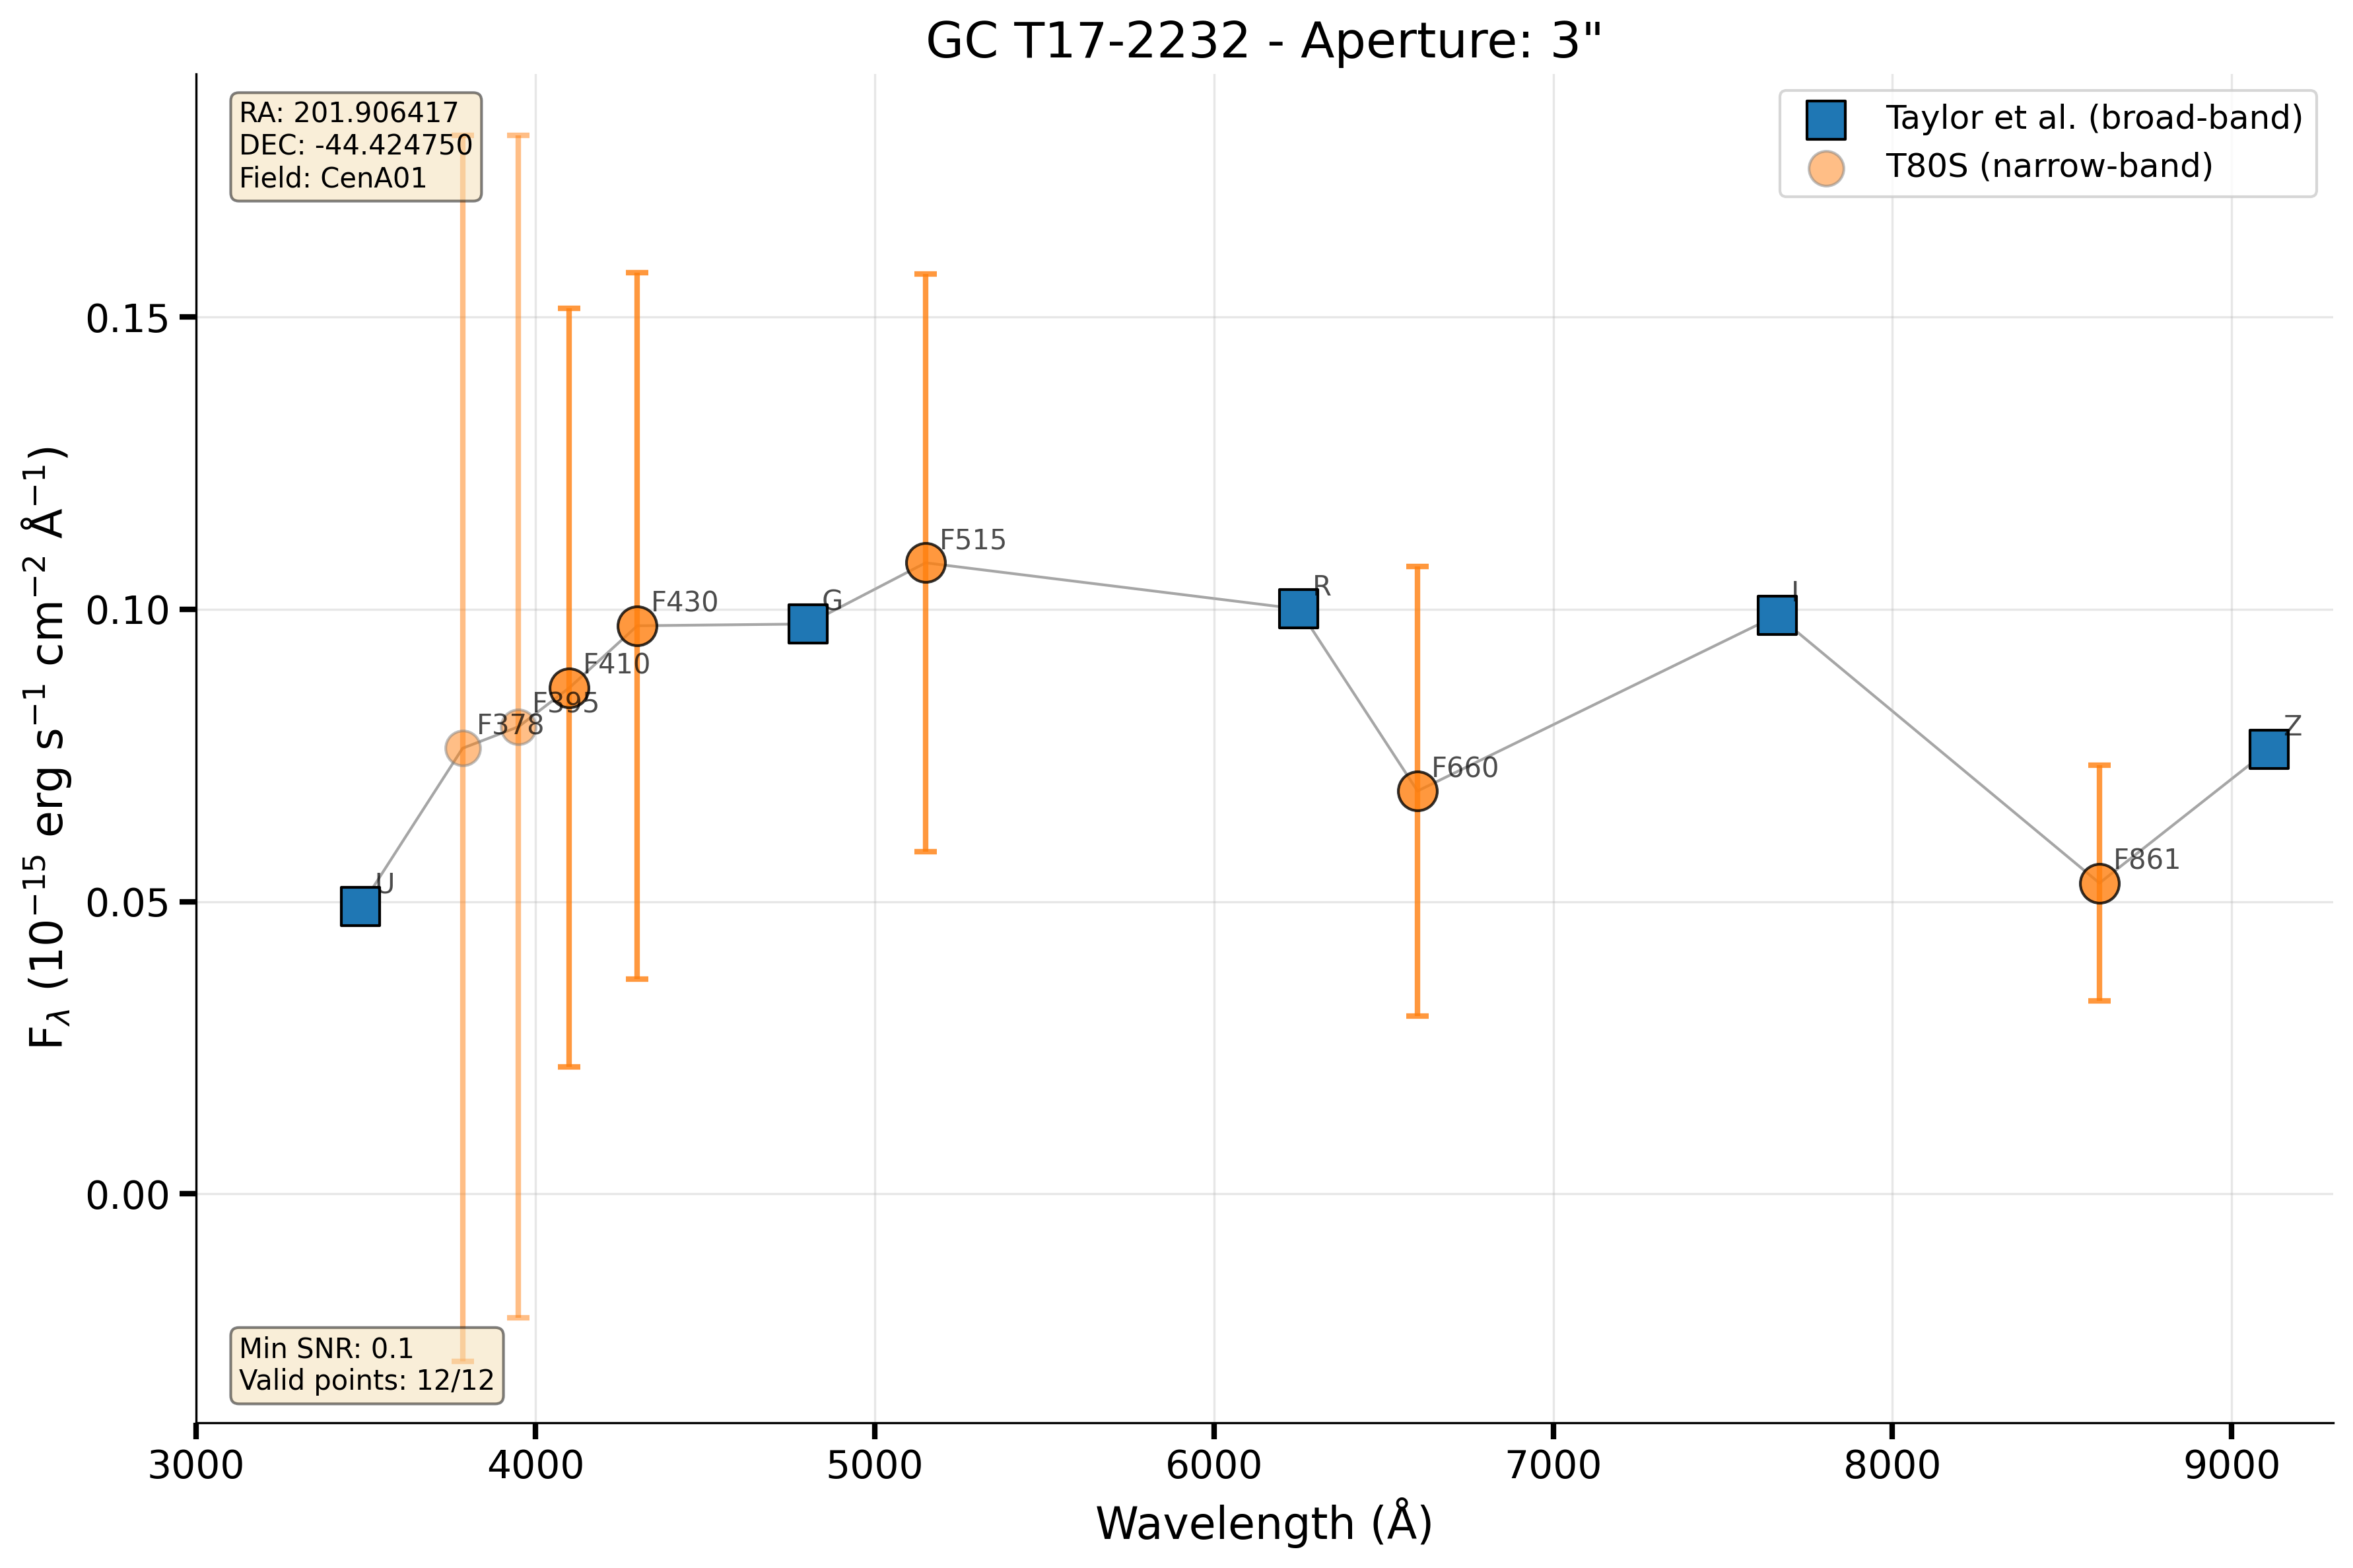 GC T17-2232 - Aperture: 3"
RA: 201.906417
DEC: -44.424750
Field: CenA01
Taylor et al. (broad-band)
T80S (narrow-band)
0.15
0.10
0.05
0.00
F_λ (10⁻¹⁵ erg s⁻¹ cm⁻² Å⁻¹)
U
F378
F395
F410
F430
G
F515
R
F660
I
F861
Z
Min SNR: 0.1
Valid points: 12/12
3000 4000 5000 6000 7000 8000 9000
Wavelength (Å)